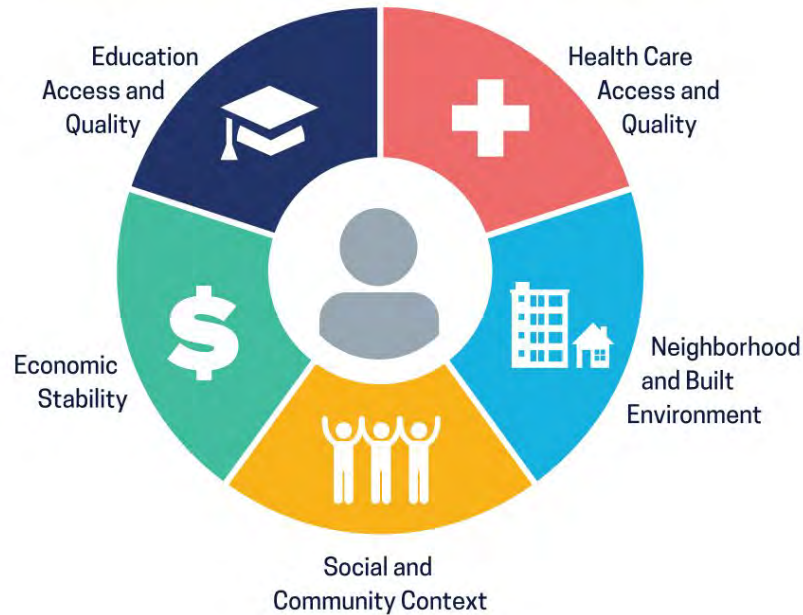 Education
Access and
Quality
Health Care
Access and
Quality
Economic
Stability
$
Neighborhood
and Built
Environment
Social and
Community Context